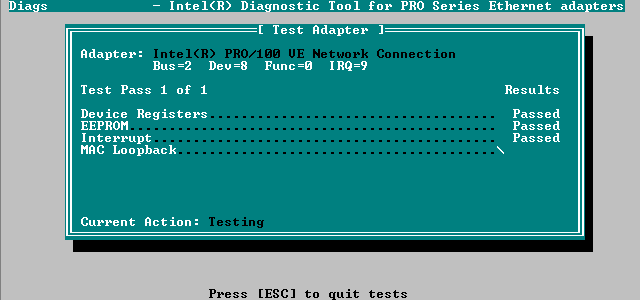 Diags - Intel(R) Diagnostic Tool for PRO Series Ethernet adapters
[ Test Adapter ]
Adapter: Intel(R) PRO/100 VE Network Connection
Bus=2 Dev=8 Func=0 IRQ=9
Test Pass 1 of 1 Results
Device Registers.................................... Passed
EEPROM.............................................. Passed
Interrupt........................................... Passed
MAC Loopback........................................\
Current Action: Testing
Press [ESC] to quit tests